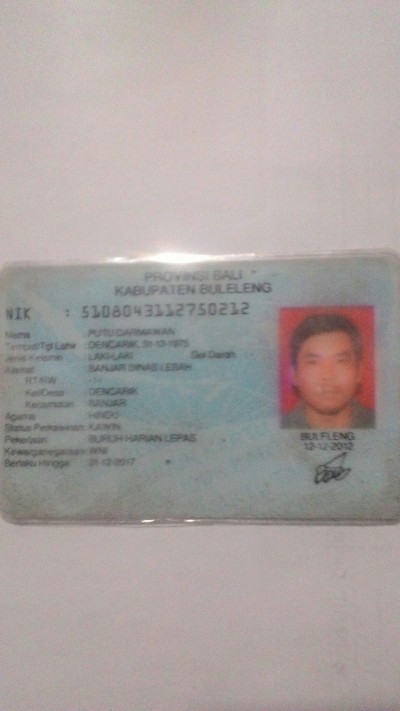 PROVINSI BALI
KABUPATEN BULELENG
NIK : 5108043112750212
Nama PUTU DARMAWAN
Tempat/Tgl Lahir DENCARIK, 31-12-1975
Jenis Kelamin LAKI-LAKI Gol Darah
Alamat BANJAR DINAS LEBAH
RT/RW
Kel/Desa DENCARIK
Kecamatan BANJAR
Agama HINDU
Status Perkawinan KAWIN
Pekerjaan BURUH HARIAN LEPAS
Kewarganegaraan WNI
Berlaku Hingga 31-12-2017
BULELENG
12-12-2012